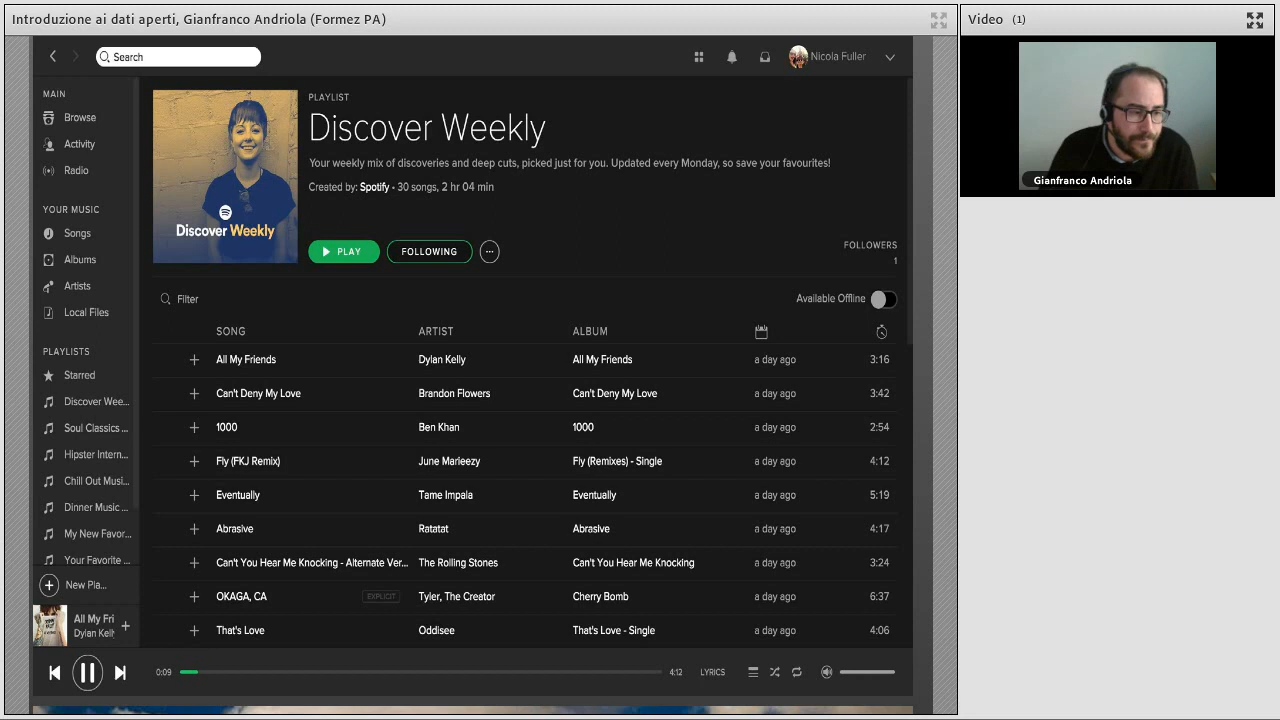 Introduzione ai dati aperti, Gianfranco Andriola (Formez PA)
Video (1)
Search
Nicola Fuller
Gianfranco Andriola
MAIN
Browse
Activity
Radio
YOUR MUSIC
Songs
Albums
Artists
Local Files
PLAYLISTS
Starred
Discover Wee...
Soul Classics ...
Hipster Intern...
Chill Out Musi...
Dinner Music ...
My New Favor...
Your Favorite ...
New Pla...
All My Fri
Dylan Kell
PLAYLIST
Discover Weekly
Your weekly mix of discoveries and deep cuts, picked just for you. Updated every Monday, so save your favourites!
Created by: Spotify - 30 songs, 2 hr 04 min
Discover Weekly
PLAY FOLLOWING ...
FOLLOWERS
1
Filter
Available Offline
SONG ARTIST ALBUM
All My Friends Dylan Kelly All My Friends a day ago 3:16
Can't Deny My Love Brandon Flowers Can't Deny My Love a day ago 3:42
1000 Ben Khan 1000 a day ago 2:54
Fly (FKJ Remix) June Marieezy Fly (Remixes) - Single a day ago 4:12
Eventually Tame Impala Eventually a day ago 5:19
Abrasive Ratatat Abrasive a day ago 4:17
Can't You Hear Me Knocking - Alternate Ver... The Rolling Stones Can't You Hear Me Knocking a day ago 3:24
OKAGA, CA EXPLICIT Tyler, The Creator Cherry Bomb a day ago 6:37
That's Love Oddisee That's Love - Single a day ago 4:06
0:09 4:12 LYRICS